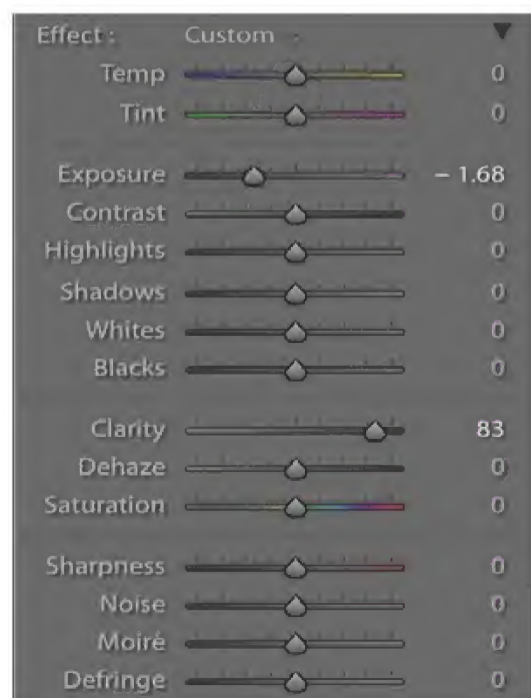 Effect : Custom
Temp 0
Tint 0
Exposure – 1.68
Contrast 0
Highlights 0
Shadows 0
Whites 0
Blacks 0
Clarity 83
Dehaze 0
Saturation 0
Sharpness 0
Noise 0
Moiré 0
Defringe 0